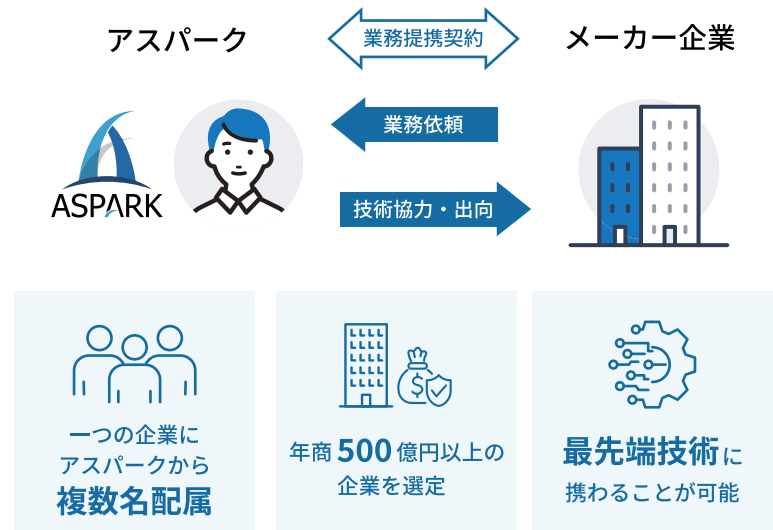 アスパーク
業務提携契約
メーカー企業
業務依頼
ASPARK
技術協力・出向
一つの企業に
アスパークから
複数名配属
年商500億円以上の
企業を選定
最先端技術に
携わることが可能